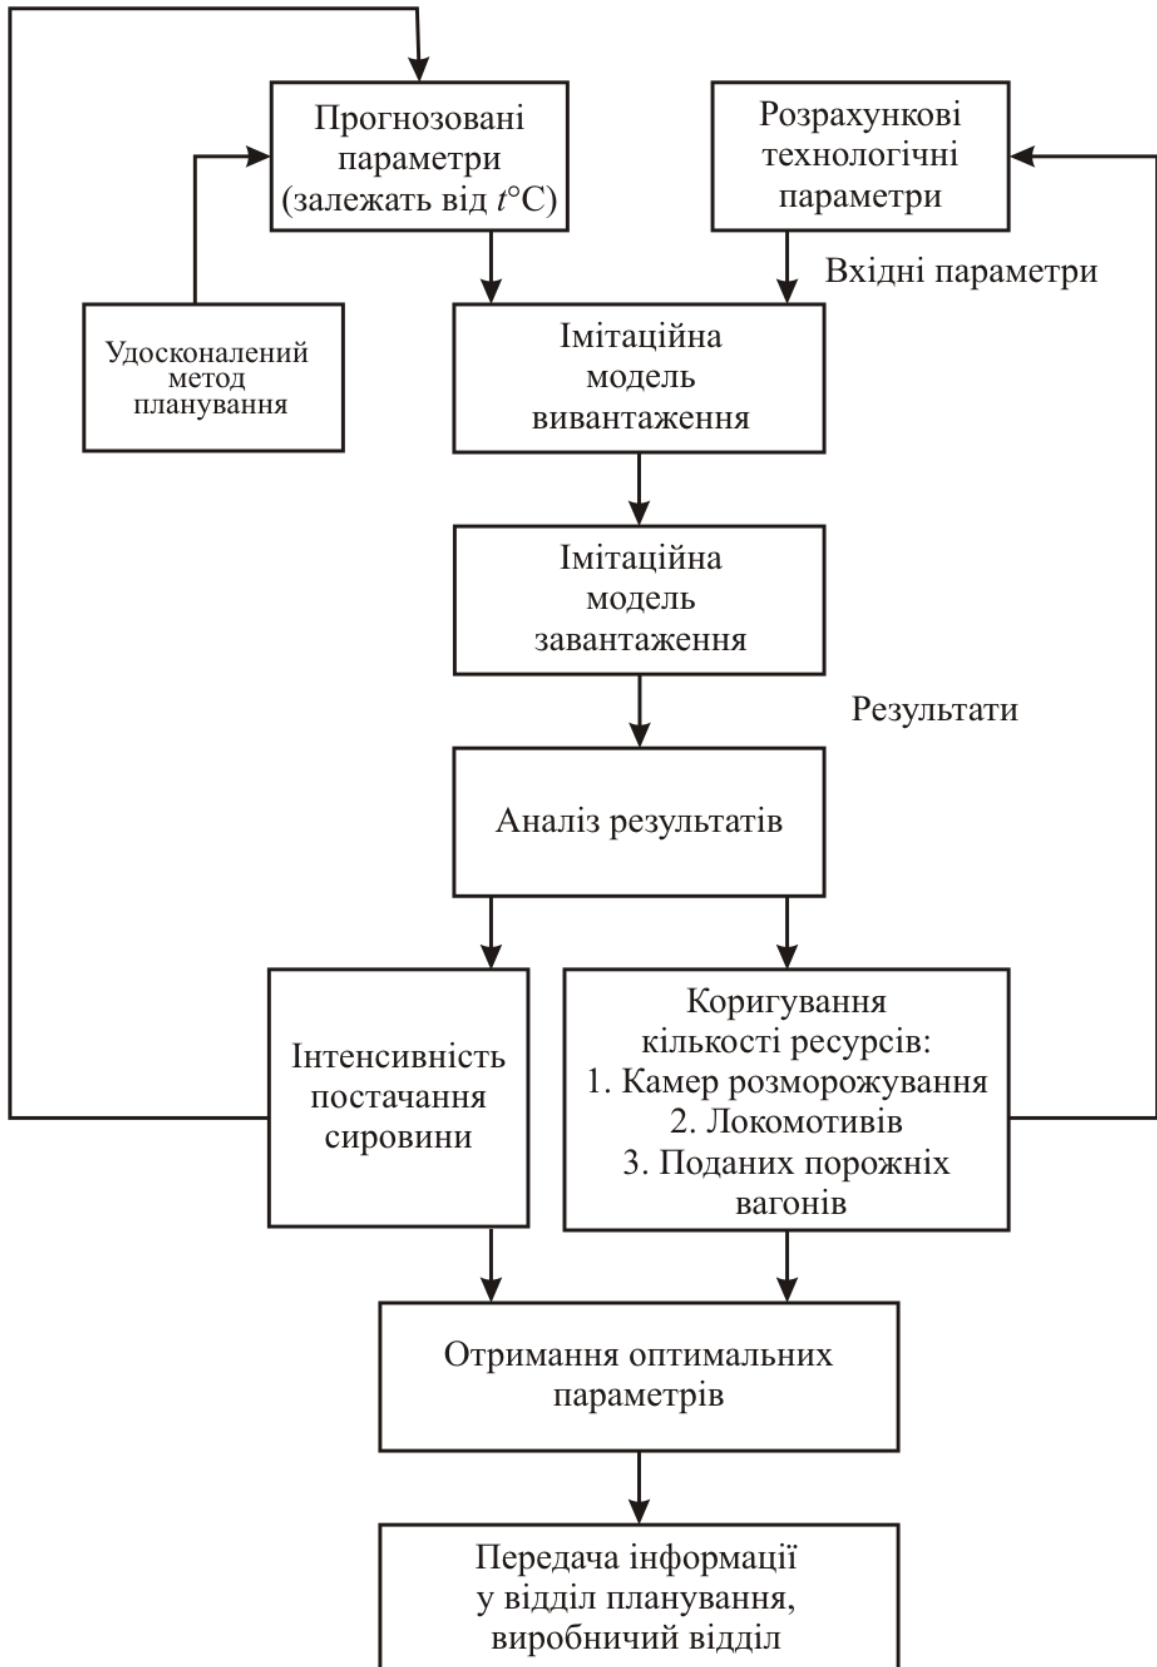 Прогнозовані
параметри
(залежать від t°C)
Розрахункові
технологічні
параметри
Вхідні параметри
Удосконалений
метод
планування
Імітаційна
модель
вивантаження
Імітаційна
модель
завантаження
Результати
Аналіз результатів
Інтенсивність
постачання
сировини
Коригування
кількості ресурсів:
1. Камер розморожування
2. Локомотивів
3. Поданих порожніх
вагонів
Отримання оптимальних
параметрів
Передача інформації
у відділ планування,
виробничий відділ